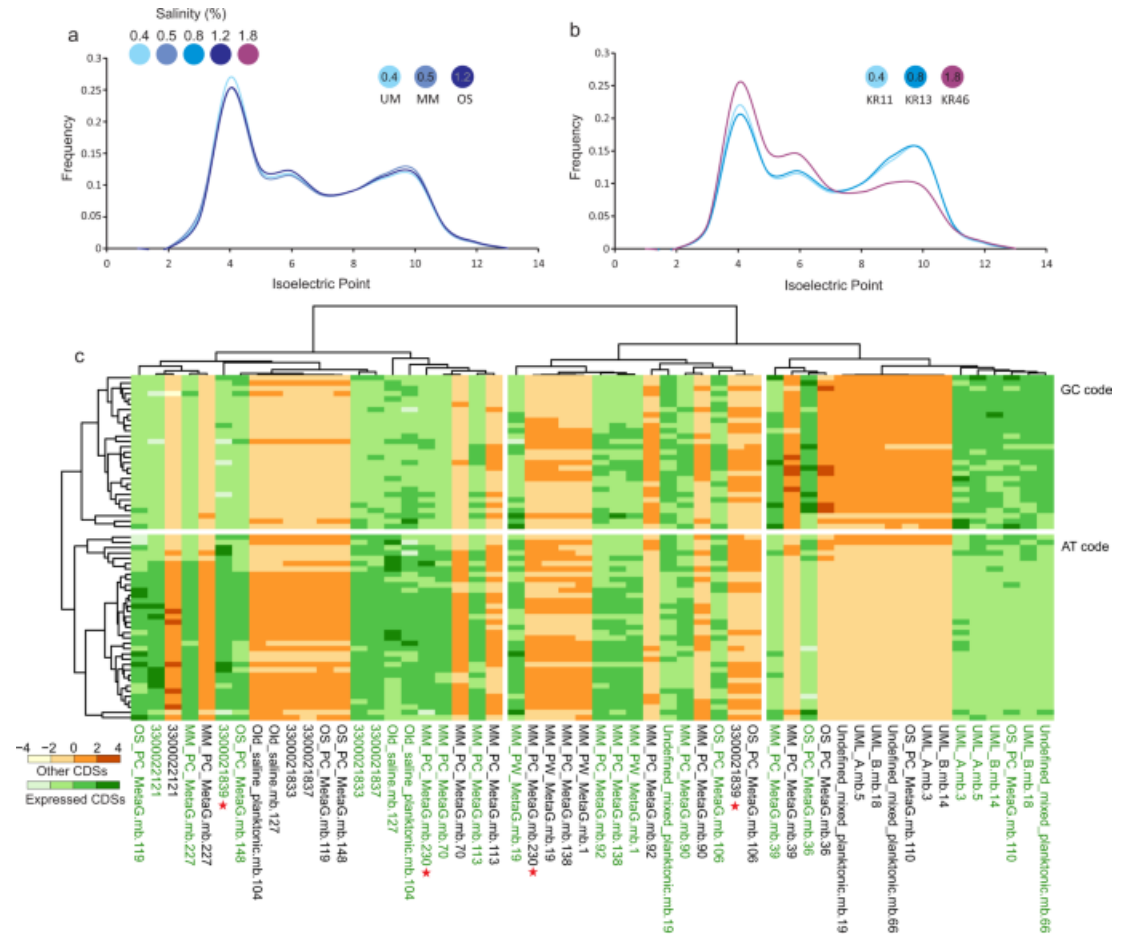 a
Salinity (%)
0.4 0.5 0.8 1.2 1.8
0.3
0.25
0.2
0.15
0.1
0.05
0
Frequency
0.4 0.5 1.2
UM MM OS
0 2 4 6 8 10 12 14
Isoelectric Point
b
0.3
0.25
0.2
0.15
0.1
0.05
0
Frequency
0.4 0.8 1.8
KR11 KR13 KR46
0 2 4 6 8 10 12 14
Isoelectric Point
c
GC code
AT code
−4 −2 0 2 4
Other CDSs
Expressed CDSs
OS_PC_MetaG.mb.119
3300022121
3300022121
MM_PC_MetaG.mb.227
MM_PC_MetaG.mb.227
3300021839★
OS_PC_MetaG.mb.148
Old_saline_planktonic.mb.104
Old_saline.mb.127
3300021833
3300021837
OS_PC_MetaG.mb.119
OS_PC_MetaG.mb.148
3300021833
3300021837
Old_saline.mb.127
Old_saline_planktonic.mb.104
MM_PC_MetaG.mb.230★
MM_PC_MetaG.mb.70
MM_PC_MetaG.mb.70
MM_PC_MetaG.mb.113
MM_PC_MetaG.mb.113
MM_PW_MetaG.mb.19
MM_PC_MetaG.mb.230★
MM_PW_MetaG.mb.19
MM_PC_MetaG.mb.138
MM_PW_MetaG.mb.1
MM_PC_MetaG.mb.92
MM_PC_MetaG.mb.138
MM_PW_MetaG.mb.1
MM_PC_MetaG.mb.92
Undefined_mixed_planktonic.mb.19
MM_PC_MetaG.mb.90
MM_PC_MetaG.mb.90
OS_PC_MetaG.mb.106
3300021839★
OS_PC_MetaG.mb.106
MM_PC_MetaG.mb.39
MM_PC_MetaG.mb.39
OS_PC_MetaG.mb.36
OS_PC_MetaG.mb.36
Undefined_mixed_planktonic.mb.19
UML_A.mb.5
UML_B.mb.18
Undefined_mixed_planktonic.mb.66
OS_PC_MetaG.mb.110
UML_A.mb.3
UML_B.mb.14
UML_A.mb.3
UML_A.mb.5
UML_B.mb.14
OS_PC_MetaG.mb.110
UML_B.mb.18
Undefined_mixed_planktonic.mb.66